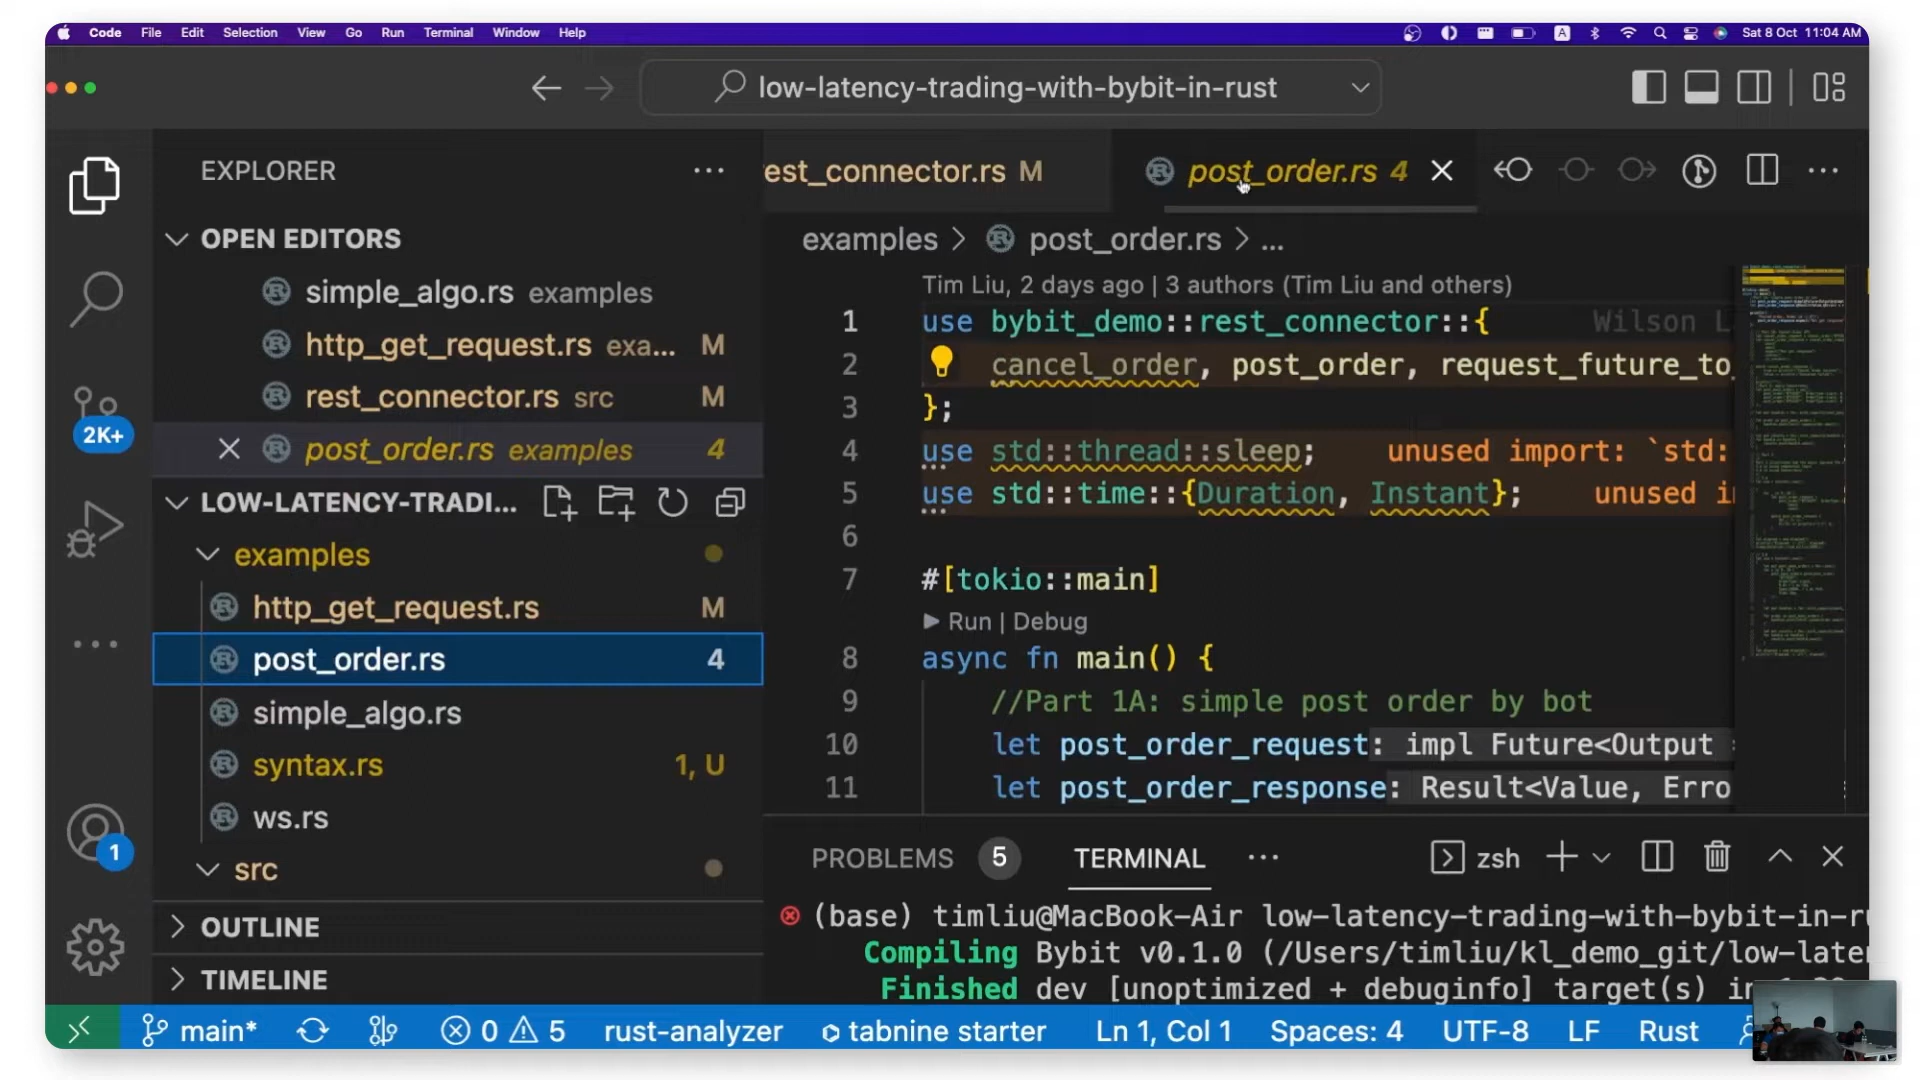 Code File Edit Selection View Go Run Terminal Window Help A Sat 8 Oct 11:04 AM
low-latency-trading-with-bybit-in-rust
EXPLORER
est_connector.rs M
post_order.rs 4
OPEN EDITORS
simple_algo.rs examples
http_get_request.rs exa... M
rest_connector.rs src M
post_order.rs examples 4
2K+
LOW-LATENCY-TRADI...
examples
http_get_request.rs M
post_order.rs 4
simple_algo.rs
syntax.rs 1, U
ws.rs
1
src
OUTLINE
TIMELINE
examples > post_order.rs > ...
Tim Liu, 2 days ago | 3 authors (Tim Liu and others)
1 use bybit_demo::rest_connector::{ Wilson L
2 cancel_order, post_order, request_future_to_
3 };
4 use std::thread::sleep; unused import: `std:
5 use std::time::{Duration, Instant}; unused i
6
7 #[tokio::main]
Run | Debug
8 async fn main() {
9 //Part 1A: simple post order by bot
10 let post_order_request: impl Future<Output
11 let post_order_response: Result<Value, Erro
PROBLEMS 5 TERMINAL ... zsh
(base) timliu@MacBook-Air low-latency-trading-with-bybit-in-ru
Compiling Bybit v0.1.0 (/Users/timliu/kl_demo_git/low-late
Finished dev [unoptimized + debuginfo] target(s) in
main* 0 5 rust-analyzer tabnine starter Ln 1, Col 1 Spaces: 4 UTF-8 LF Rust